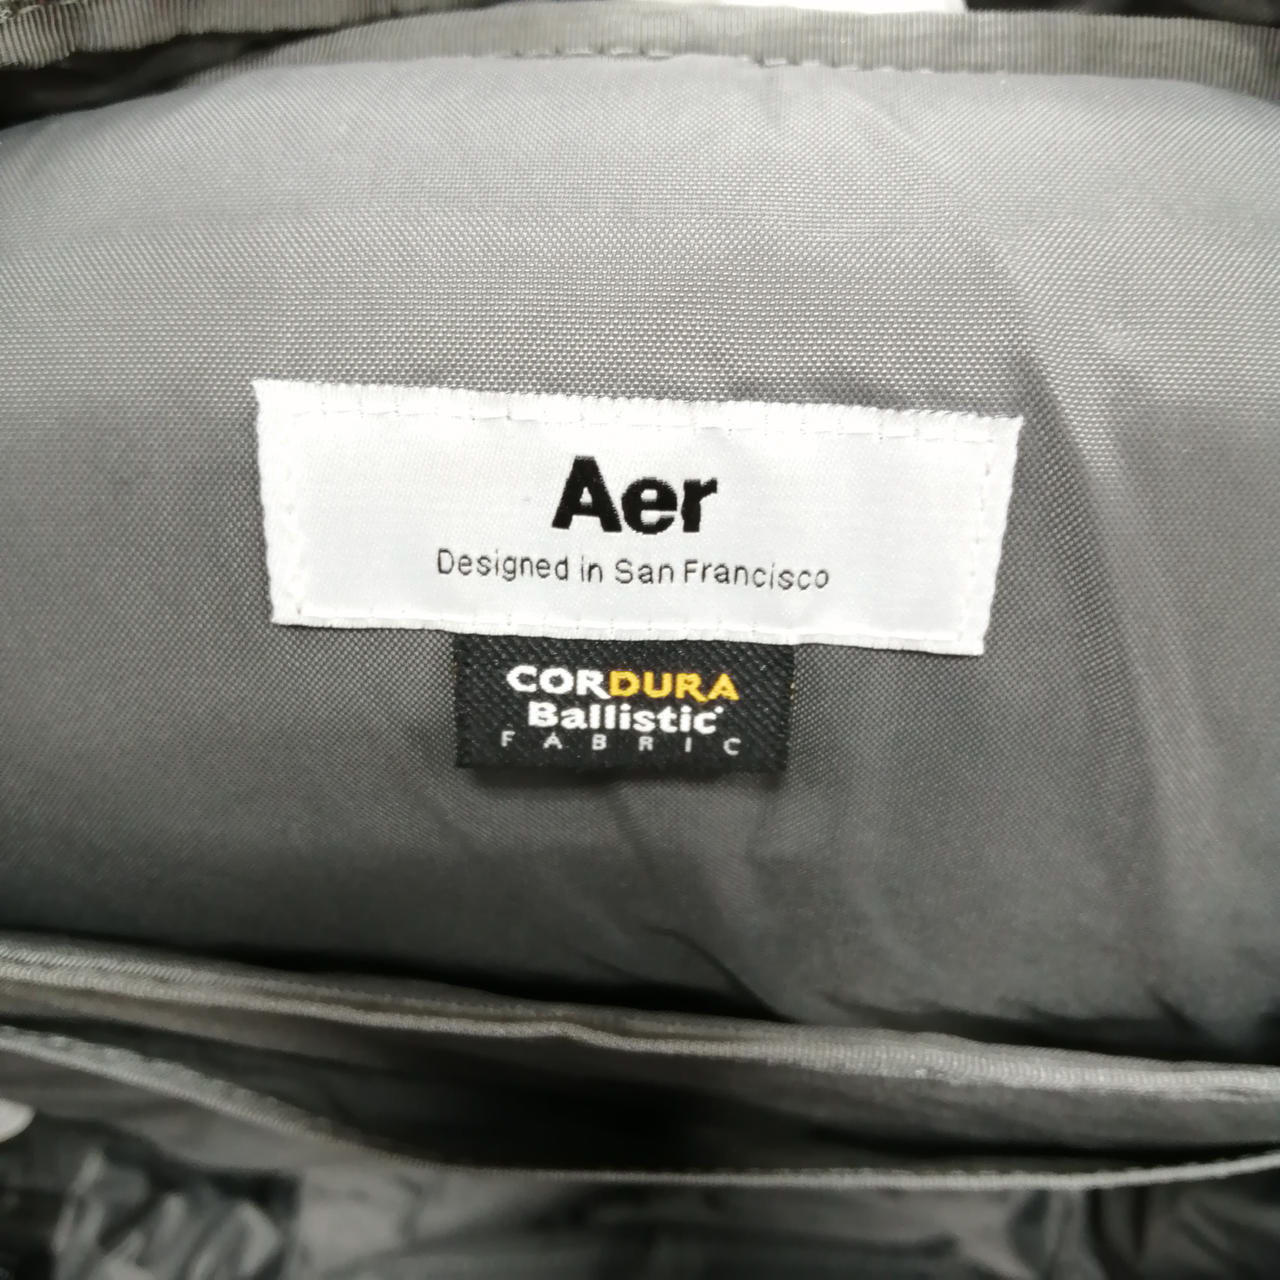 Aer
Designed in San Francisco
CORDURA
Ballistic
FABRIC